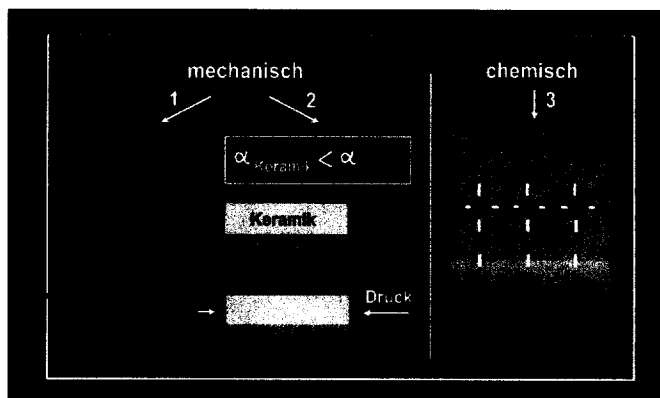 mechanisch
1 2
α Keramik < α
Keramik
Druck
chemisch
3